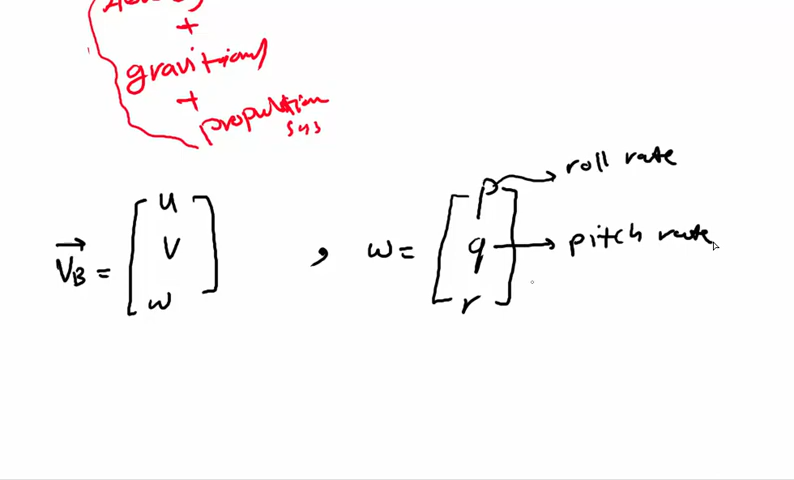 +
gravitional
+
propulsion
sys
V_B = [u v w] , ω = [p q r]
p → roll rate
q → pitch rate